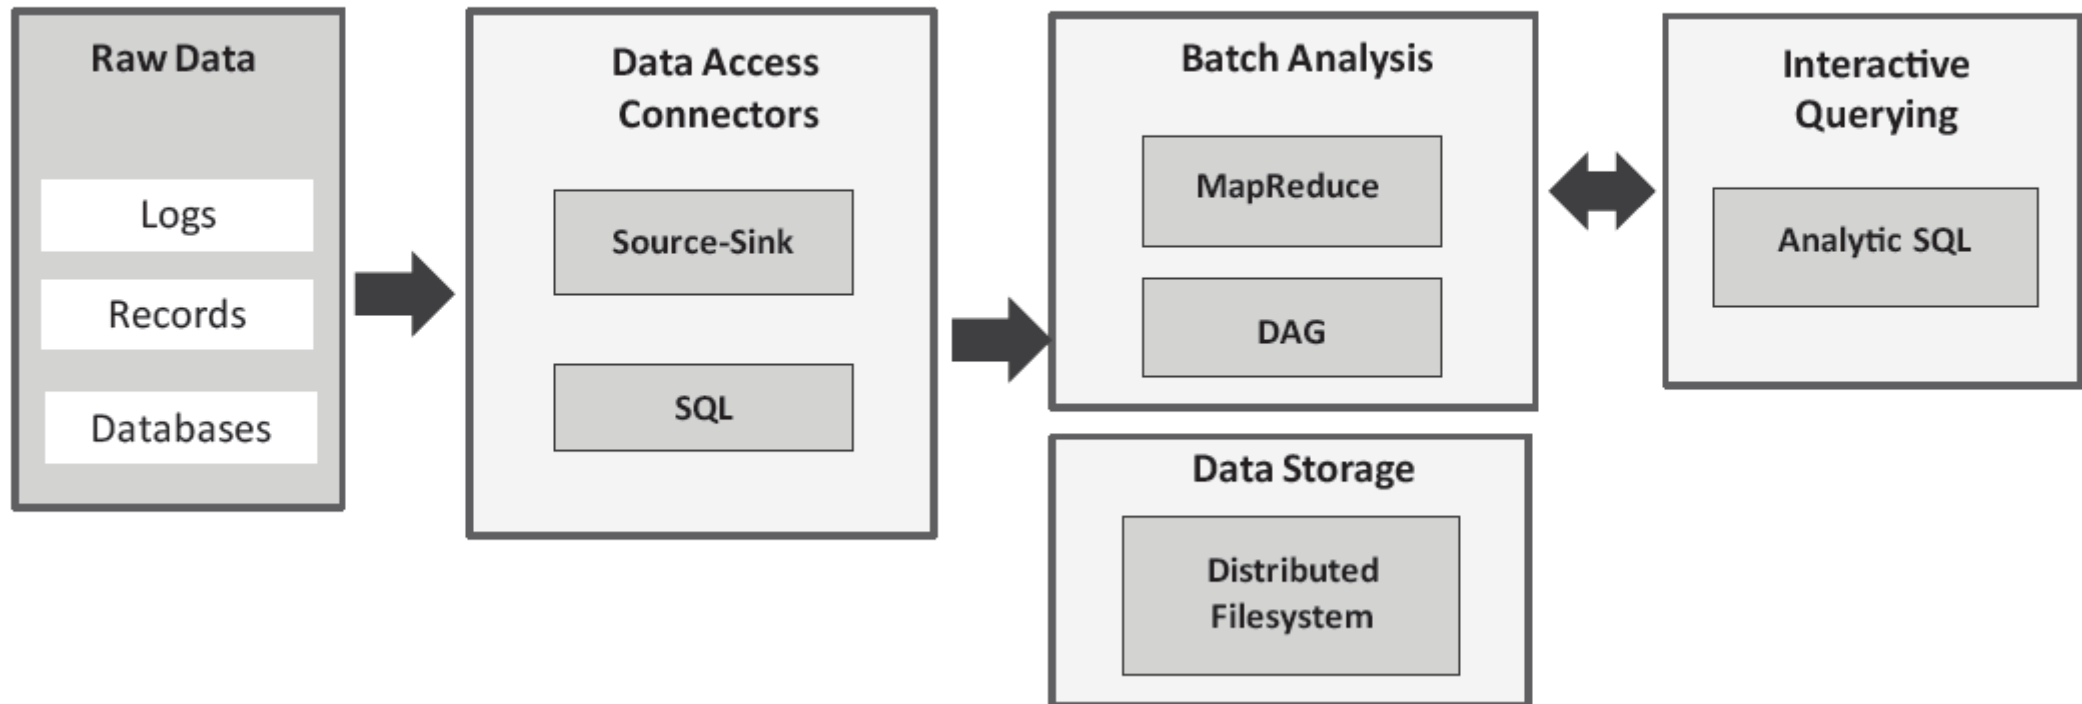 Raw Data
Logs
Records
Databases
Data Access
Connectors
Source-Sink
SQL
Batch Analysis
MapReduce
DAG
Data Storage
Distributed
Filesystem
Interactive
Querying
Analytic SQL